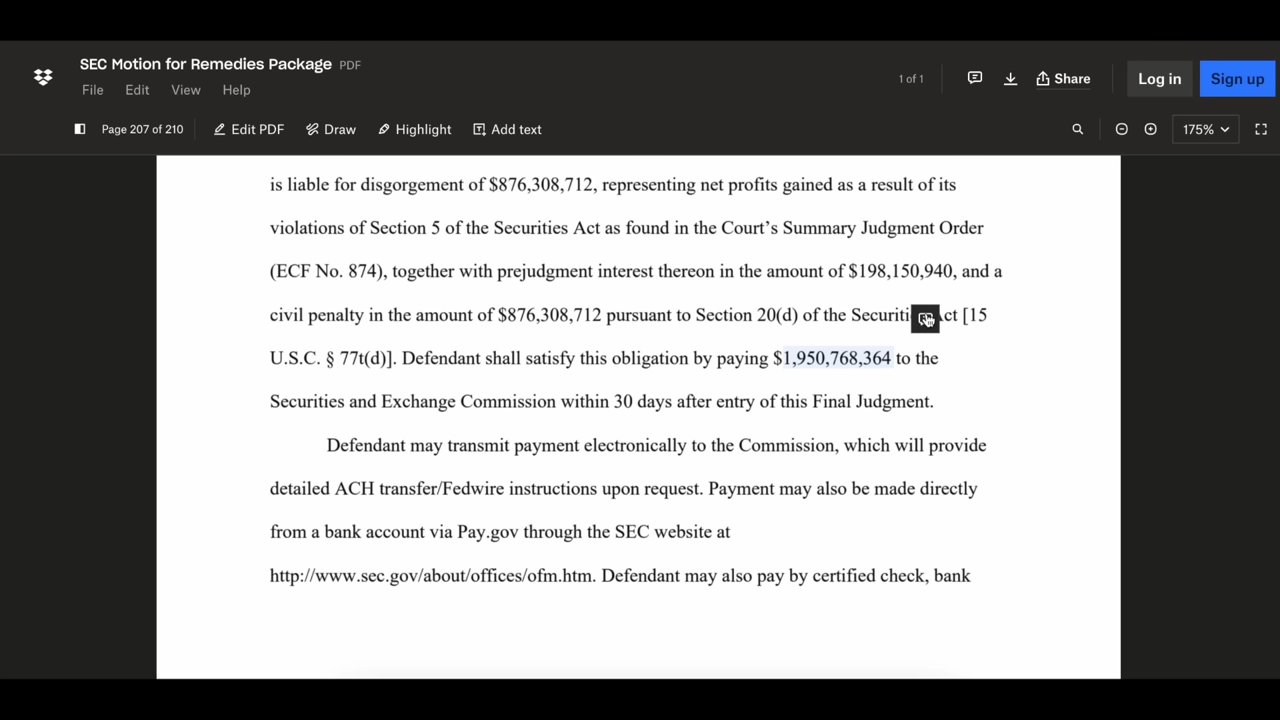 SEC Motion for Remedies Package PDF
File Edit View Help
1 of 1
Share
Log in
Sign up
Page 207 of 210
Edit PDF
Draw
Highlight
Add text
175%
is liable for disgorgement of $876,308,712, representing net profits gained as a result of its
violations of Section 5 of the Securities Act as found in the Court’s Summary Judgment Order
(ECF No. 874), together with prejudgment interest thereon in the amount of $198,150,940, and a
civil penalty in the amount of $876,308,712 pursuant to Section 20(d) of the Securiti ct [15
U.S.C. § 77t(d)]. Defendant shall satisfy this obligation by paying $1,950,768,364 to the
Securities and Exchange Commission within 30 days after entry of this Final Judgment.
Defendant may transmit payment electronically to the Commission, which will provide
detailed ACH transfer/Fedwire instructions upon request. Payment may also be made directly
from a bank account via Pay.gov through the SEC website at
http://www.sec.gov/about/offices/ofm.htm. Defendant may also pay by certified check, bank